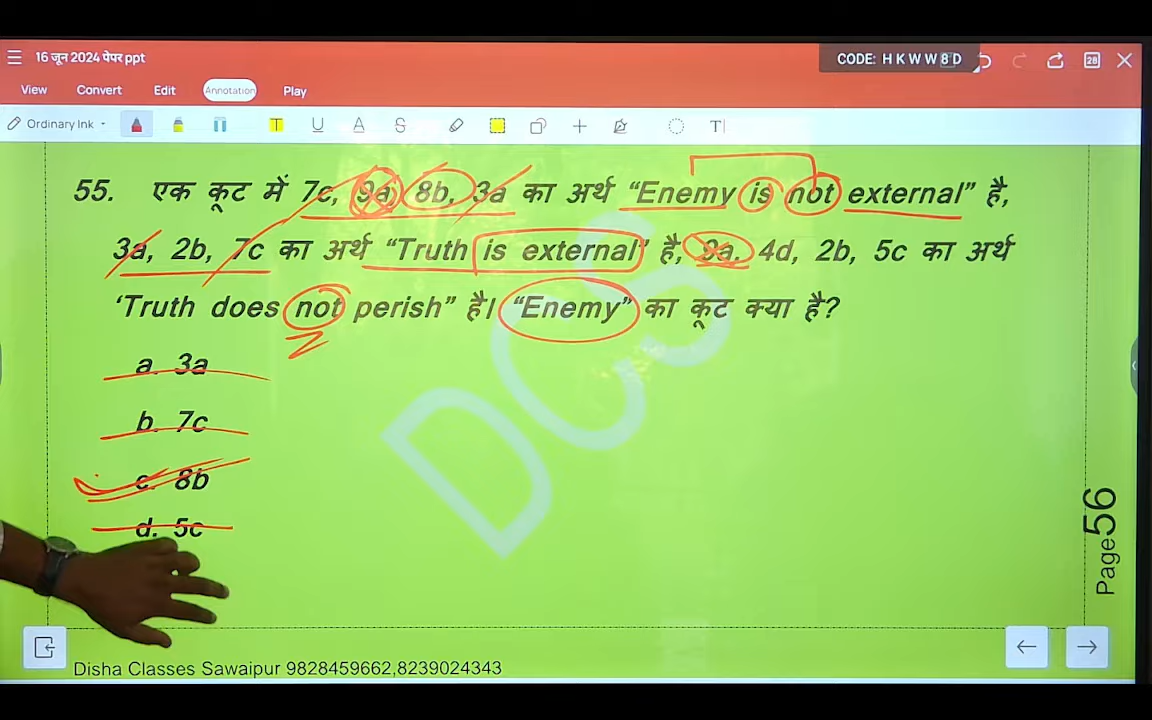 16 जून 2024 पेपर ppt
CODE: H K W W 8 D
28
View Convert Edit Annotation Play
Ordinary Ink
55. एक कूट में 7c, 9a, 8b, 3a का अर्थ “Enemy is not external” है,
3a, 2b, 7c का अर्थ “Truth is external” है, 9a, 4d, 2b, 5c का अर्थ
‘Truth does not perish” है। “Enemy” का कूट क्या है?
a. 3a
b. 7c
c. 8b
d. 5c
DCS
Page56
Disha Classes Sawaipur 9828459662,8239024343